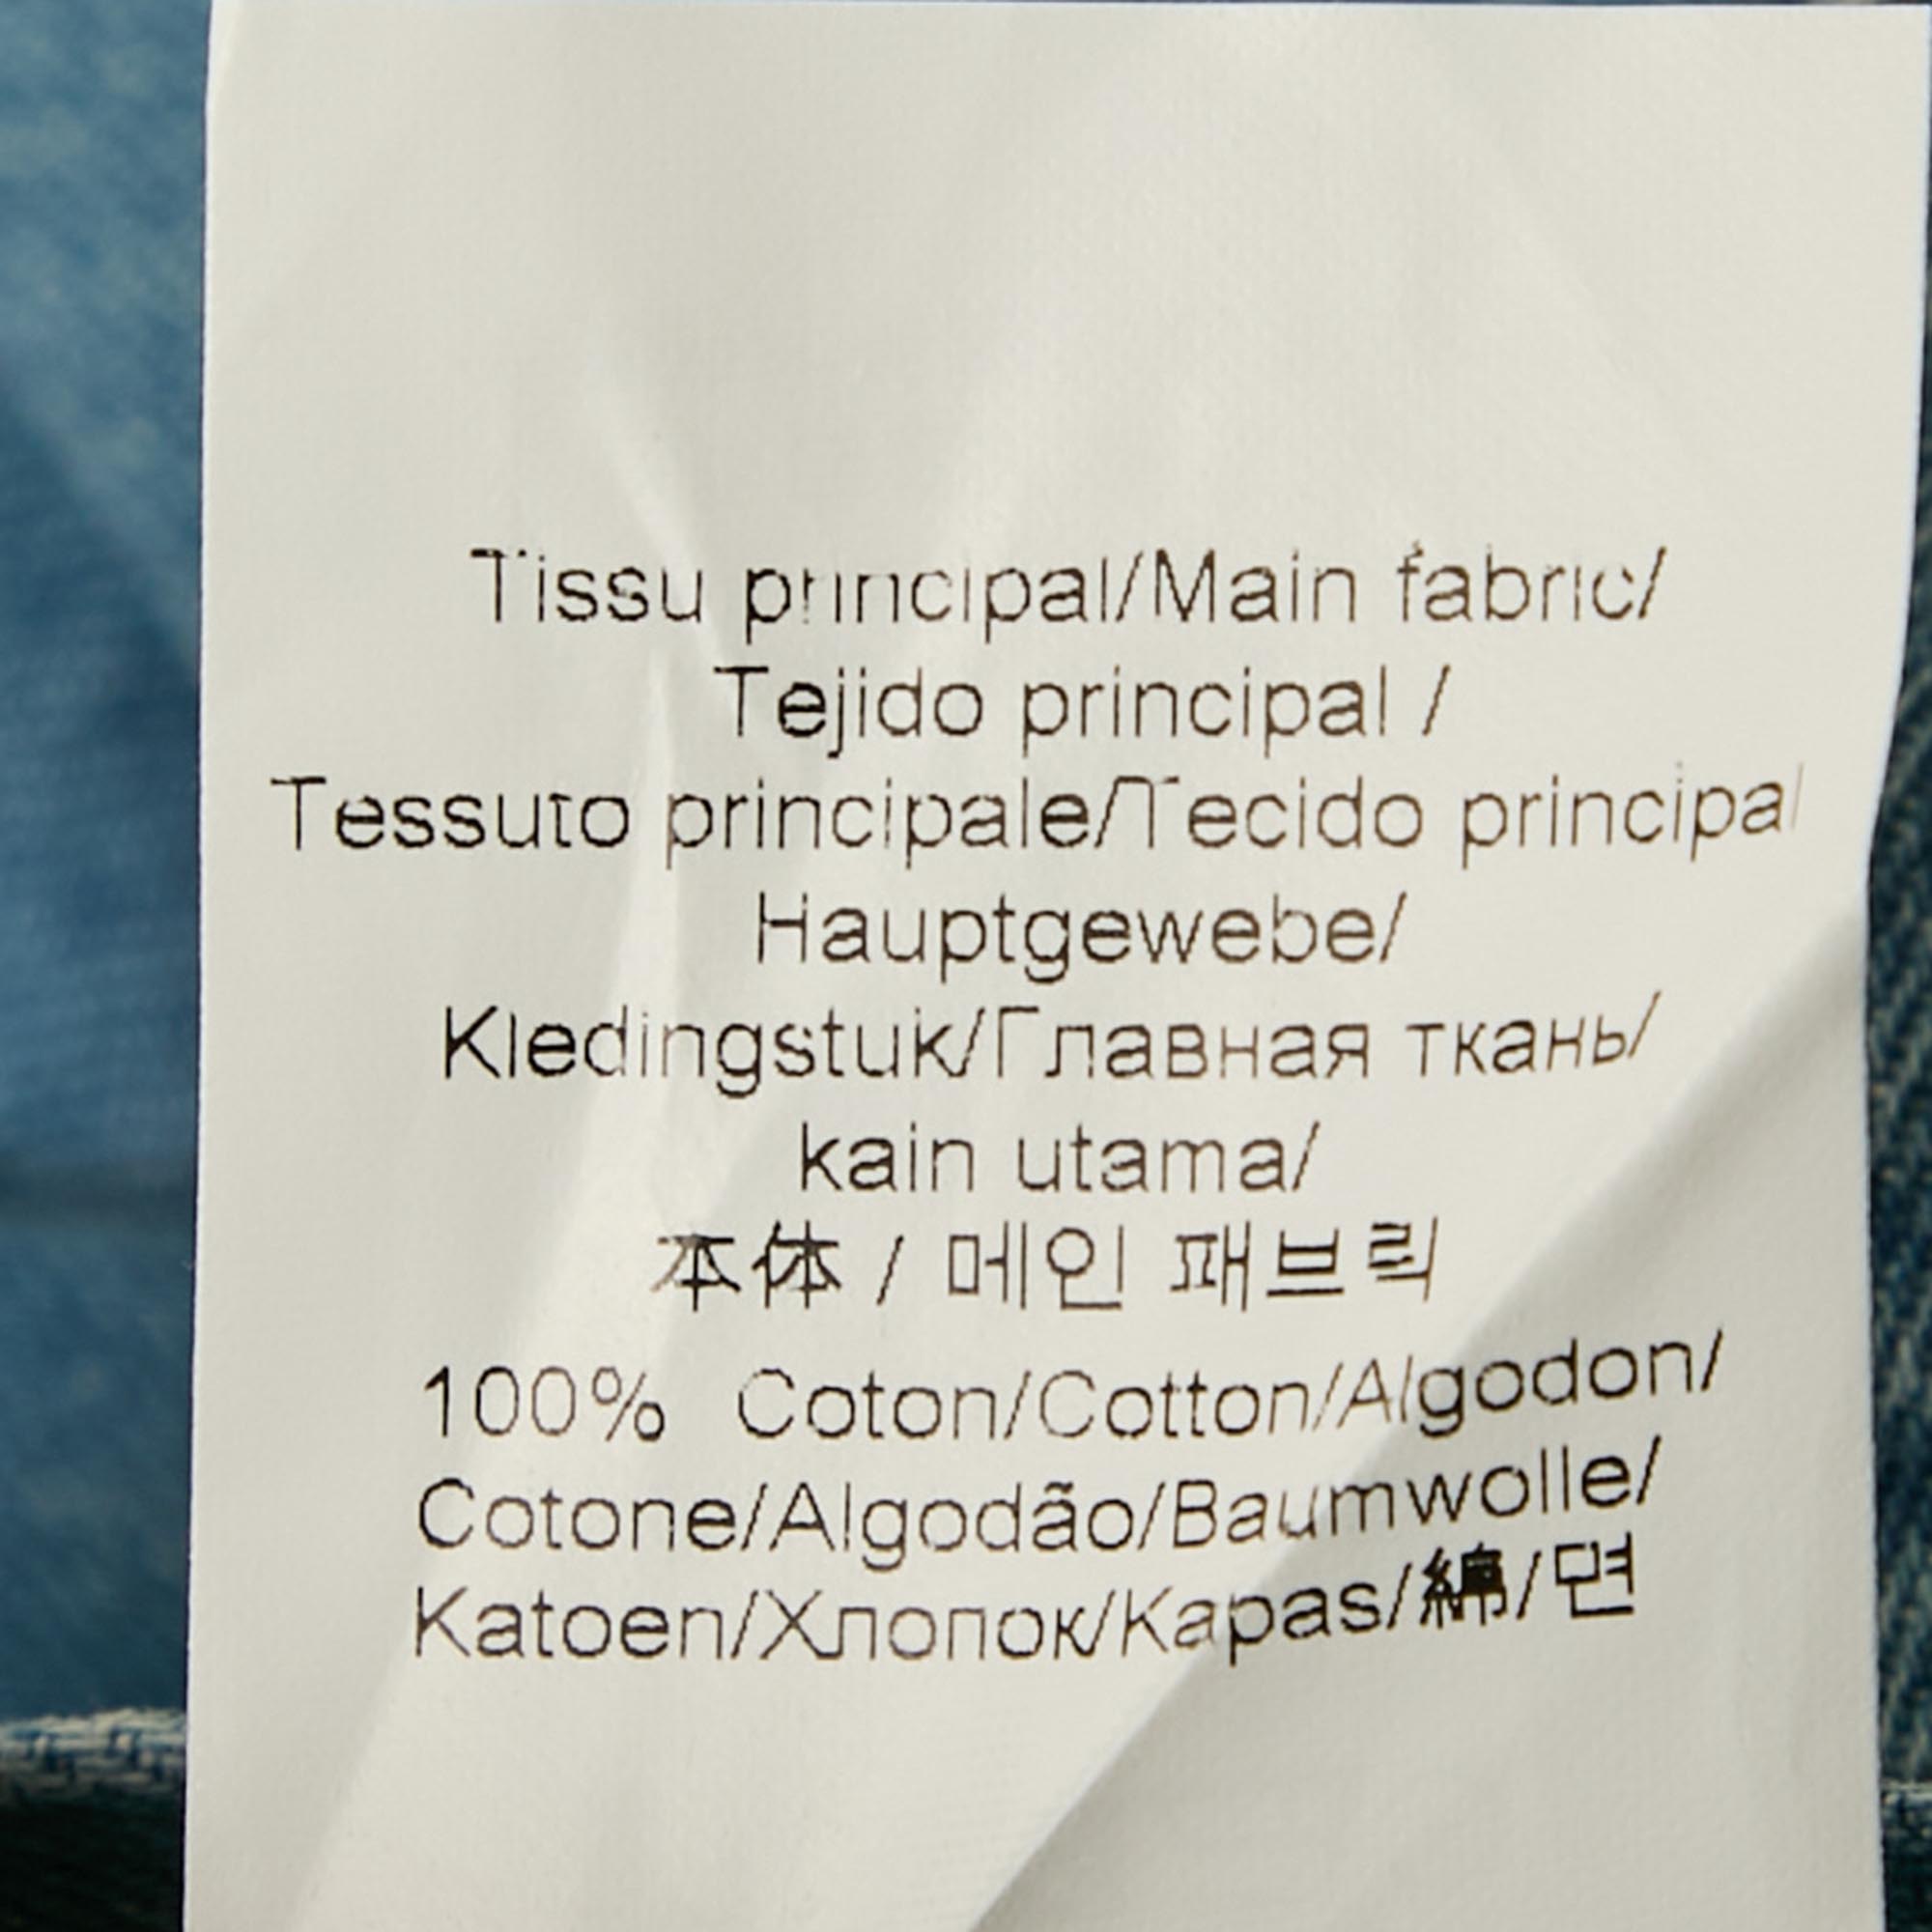 Tissu principal/Main fabric/
Tejido principal /
Tessuto principale/Tecido principal
Hauptgewebe/
Kledingstuk/Главная ткань/
kain utama/
本体 / 메인 패브릭
100% Coton/Cotton/Algodon/
Cotone/Algodão/Baumwolle/
Katoen/Хлопок/Kapas/綿/면